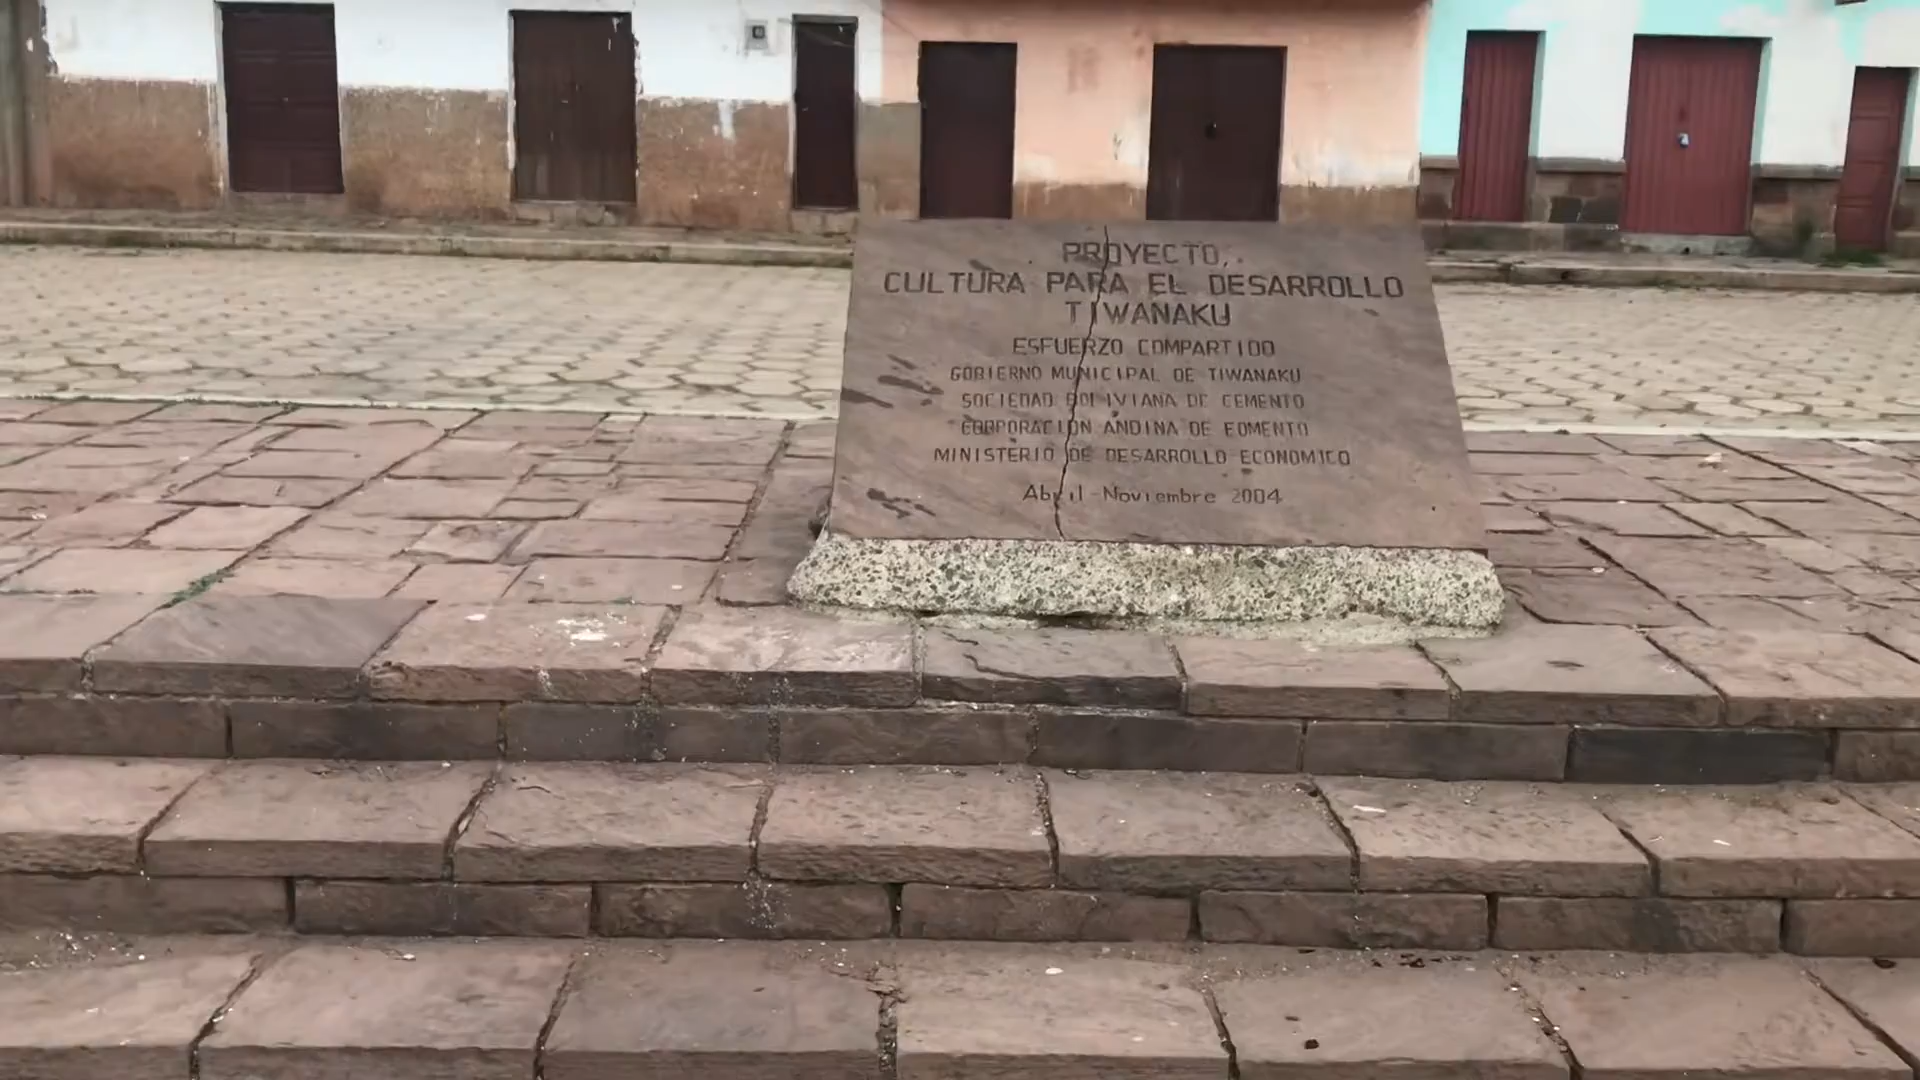 PROYECTO,
CULTURA PARA EL DESARROLLO
TIWANAKU
ESFUERZO COMPARTIDO
GOBIERNO MUNICIPAL DE TIWANAKU
SOCIEDAD BOLIVIANA DE CEMENTO
CORPORACION ANDINA DE FOMENTO
MINISTERIO DE DESARROLLO ECONOMICO
Abril - Noviembre 2004